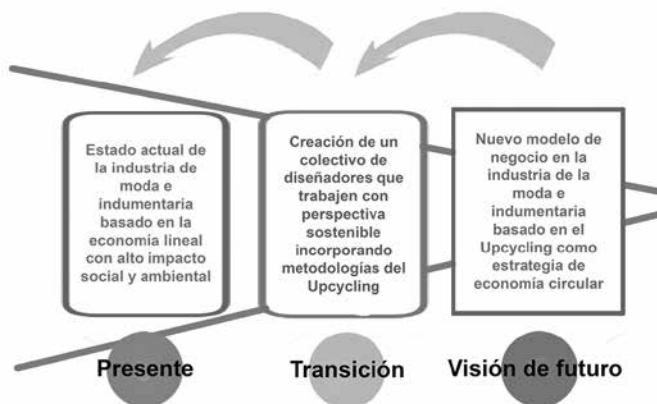 Estado actual de
la industria de
moda e
indumentaria
basado en la
economía lineal
con alto impacto
social y ambiental
Creación de un
colectivo de
diseñadores que
trabajen con
perspectiva
sostenible
incorporando
metodologías del
Upcycling
Nuevo modelo de
negocio en la
industria de la
moda e
indumentaria
basado en el
Upcycling como
estrategia de
economía circular
Presente
Transición
Visión de futuro